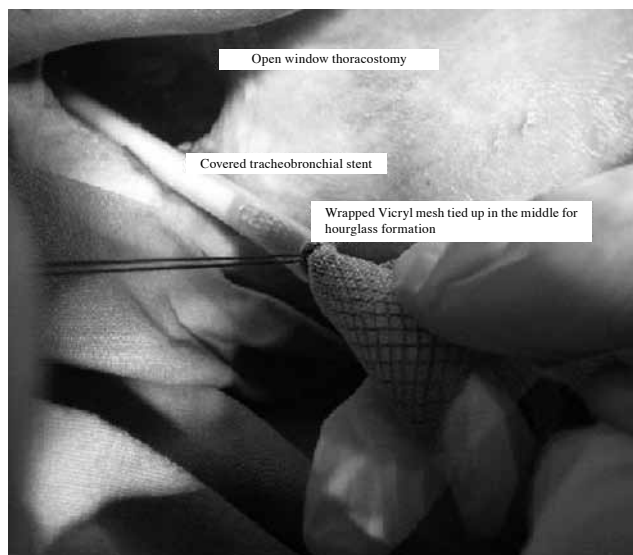 Open window thoracostomy
Covered tracheobronchial stent
Wrapped Vicryl mesh tied up in the middle for
hourglass formation